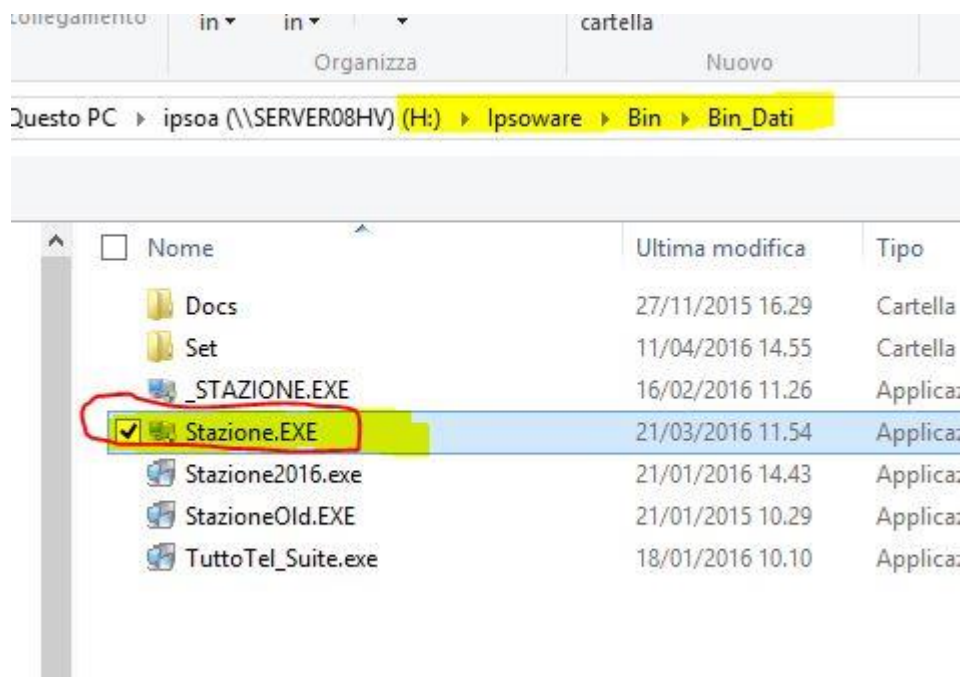 collegamento in in cartella
Organizza Nuovo
Questo PC ipsoa (\\SERVER08HV) (H:) Ipsoware Bin Bin_Dati
Nome Ultima modifica Tipo
Docs 27/11/2015 16.29 Cartella
Set 11/04/2016 14.55 Cartella
_STAZIONE.EXE 16/02/2016 11.26 Applicaz
Stazione.EXE 21/03/2016 11.54 Applicaz
Stazione2016.exe 21/01/2016 14.43 Applicaz
StazioneOld.EXE 21/01/2015 10.29 Applicaz
TuttoTel_Suite.exe 18/01/2016 10.10 Applicaz